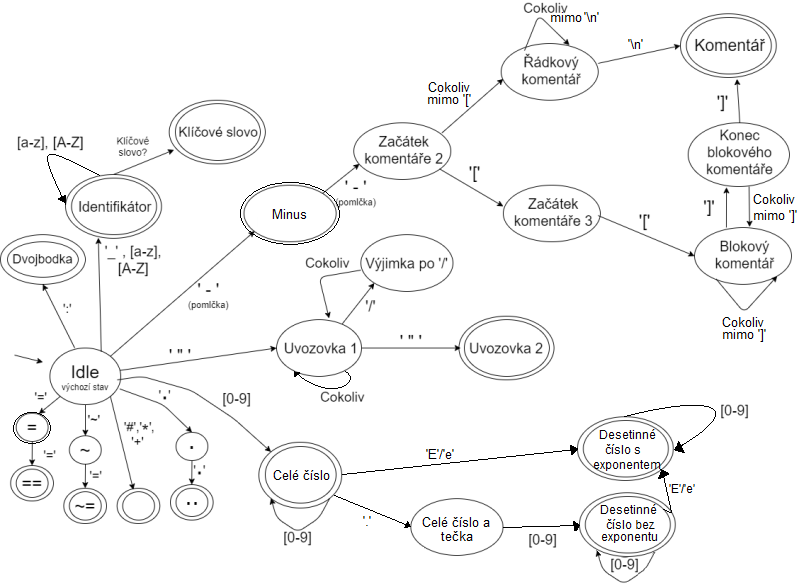 Cokoliv
mimo '\n'
Řádkový
komentář
'\n'
Komentář
Cokoliv
mimo '['
']'
[a-z], [A-Z]
Klíčové
slovo?
Klíčové slovo
Začátek
komentáře 2
Konec
blokového
komentáře
'['
' - '
(pomlčka)
Identifikátor
Minus
Začátek
komentáře 3
'['
']'
Cokoliv
mimo ']'
Blokový
komentář
Cokoliv
mimo ']'
Dvojbodka
'_' , [a-z],
[A-Z]
':'
' - '
(pomlčka)
Cokoliv
Výjimka po '/'
'/'
Uvozovka 1
' " '
' " '
Uvozovka 2
Cokoliv
Idle
výchozí stav
'='
'~'
'#','*',
'+'
'.'
[0-9]
=
~
.
'='
'='
'.'
==
~=
..
Celé číslo
[0-9]
'E'/'e'
'.'
Celé číslo a
tečka
[0-9]
Desetinné
číslo s
exponentem
[0-9]
'E'/'e'
Desetinné
číslo bez
exponentu
[0-9]